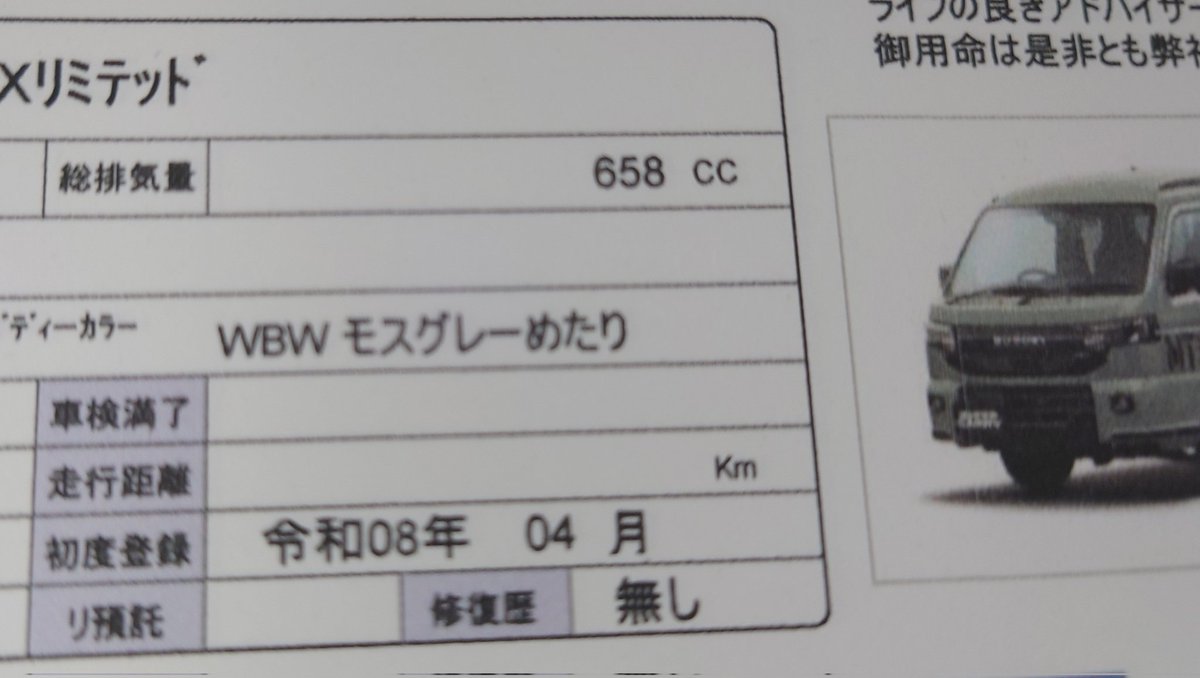 Xリミテッド
総排気量 658 CC
ボディーカラー WBW モスグレーめたり
車検満了
走行距離 Km
初度登録 令和08年 04 月
リ預託 修復歴 無し
ライフの良きアドバイザー
御用命は是非とも弊社